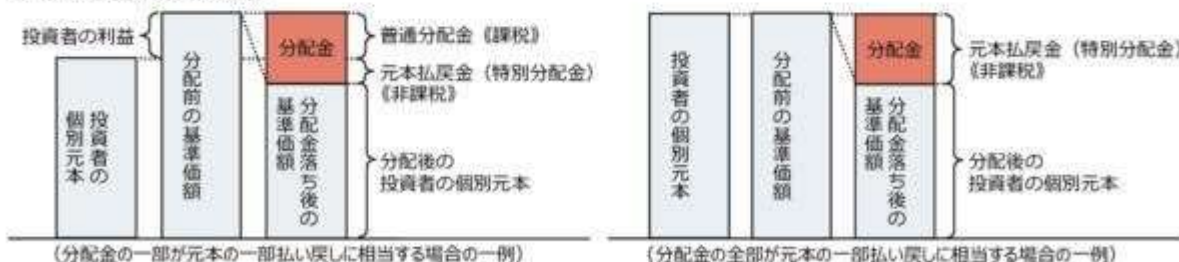 投資者の利益
投資者の
個別元本
分配前の基準価額
分配金
分配金落ち後の
基準価額
普通分配金《課税》
元本払戻金（特別分配金）
《非課税》
分配後の
投資者の個別元本
（分配金の一部が元本の一部払い戻しに相当する場合の一例）
投資者の個別元本
分配前の基準価額
分配金
分配金落ち後の
基準価額
元本払戻金（特別分配金）
《非課税》
分配後の
投資者の個別元本
（分配金の全部が元本の一部払い戻しに相当する場合の一例）